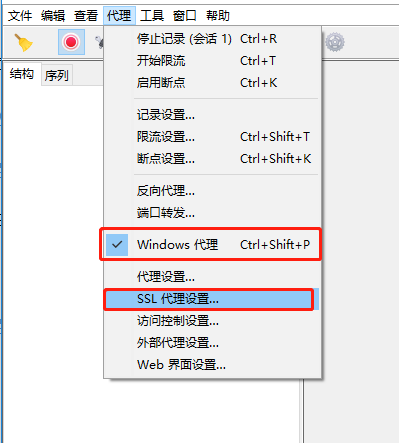 文件 编辑 查看 代理 工具 窗口 帮助
停止记录 (会话 1) Ctrl+R
开始限流 Ctrl+T
启用断点 Ctrl+K
结构 序列
记录设置...
限流设置... Ctrl+Shift+T
断点设置... Ctrl+Shift+K
反向代理...
端口转发...
Windows 代理 Ctrl+Shift+P
代理设置...
SSL 代理设置...
访问控制设置...
外部代理设置...
Web 界面设置...